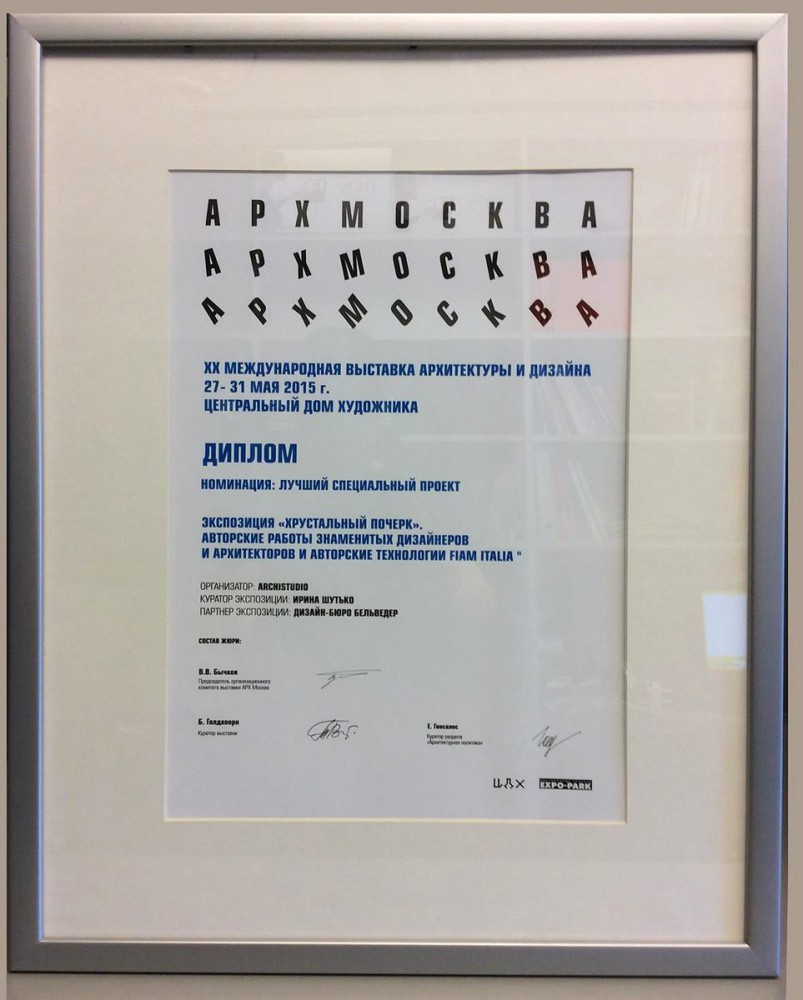 АРХМОСКВА
АРХМОСКВА
АРХМОСКВА
XX МЕЖДУНАРОДНАЯ ВЫСТАВКА АРХИТЕКТУРЫ И ДИЗАЙНА
27- 31 МАЯ 2015 г.
ЦЕНТРАЛЬНЫЙ ДОМ ХУДОЖНИКА
ДИПЛОМ
НОМИНАЦИЯ: ЛУЧШИЙ СПЕЦИАЛЬНЫЙ ПРОЕКТ
ЭКСПОЗИЦИЯ «ХРУСТАЛЬНЫЙ ПОЧЕРК».
АВТОРСКИЕ РАБОТЫ ЗНАМЕНИТЫХ ДИЗАЙНЕРОВ
И АРХИТЕКТОРОВ И АВТОРСКИЕ ТЕХНОЛОГИИ FIAM ITALIA "
ОРГАНИЗАТОР: ARCHISTUDIO
КУРАТОР ЭКСПОЗИЦИИ: ИРИНА ШУТЬКО
ПАРТНЕР ЭКСПОЗИЦИИ: ДИЗАЙН-БЮРО БЕЛЬВЕДЕР
СОСТАВ ЖЮРИ:
В.В. Бычков
Председатель организационного
комитета выставки АРХ Москва
Б. Голдхоорн
Куратор выставки
Е. Гонсалес
Куратор раздела
«Архитектурная политика»
ЦДХ EXPO-PARK